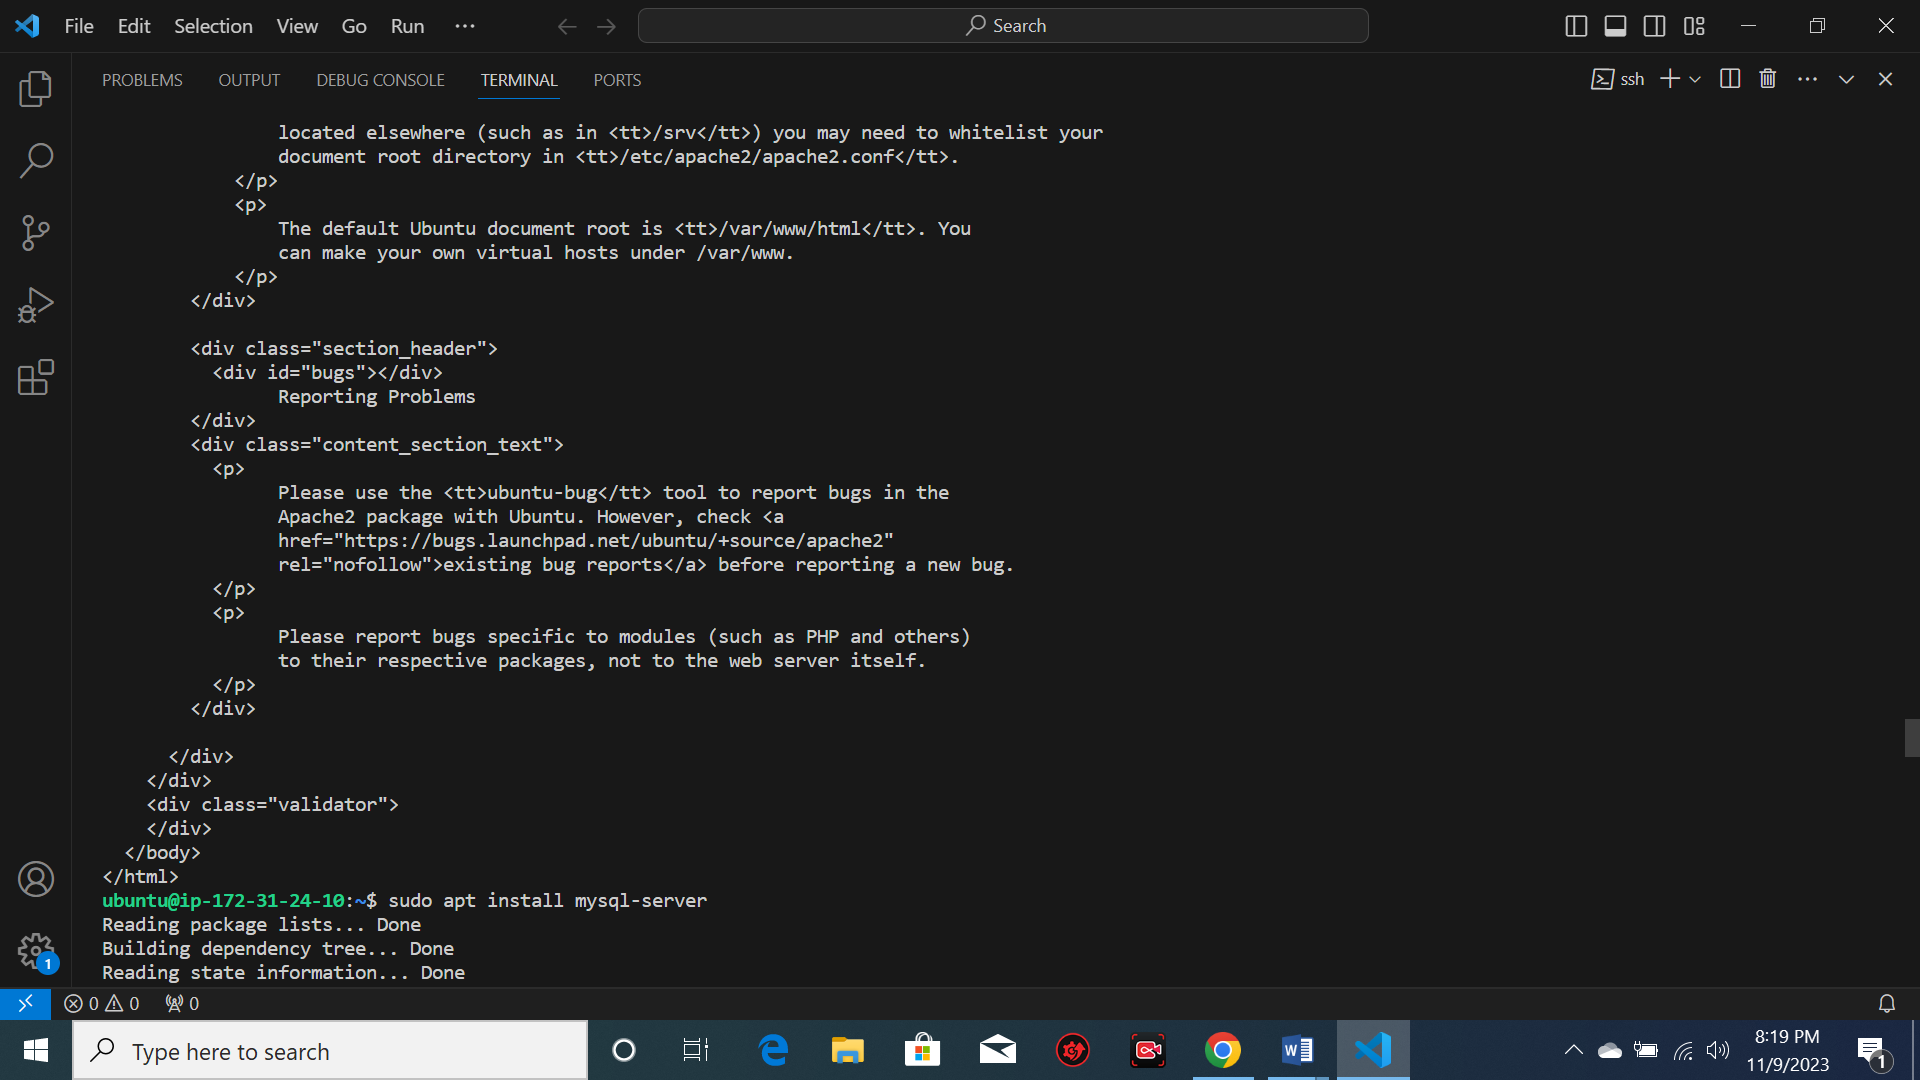 File Edit Selection View Go Run ...
Search
PROBLEMS OUTPUT DEBUG CONSOLE TERMINAL PORTS
ssh
located elsewhere (such as in <tt>/srv</tt>) you may need to whitelist your
document root directory in <tt>/etc/apache2/apache2.conf</tt>.
</p>
<p>
The default Ubuntu document root is <tt>/var/www/html</tt>. You
can make your own virtual hosts under /var/www.
</p>
</div>
<div class="section_header">
<div id="bugs"></div>
Reporting Problems
</div>
<div class="content_section_text">
<p>
Please use the <tt>ubuntu-bug</tt> tool to report bugs in the
Apache2 package with Ubuntu. However, check <a
href="https://bugs.launchpad.net/ubuntu/+source/apache2"
rel="nofollow">existing bug reports</a> before reporting a new bug.
</p>
<p>
Please report bugs specific to modules (such as PHP and others)
to their respective packages, not to the web server itself.
</p>
</div>
</div>
</div>
<div class="validator">
</div>
</body>
</html>
ubuntu@ip-172-31-24-10:~$ sudo apt install mysql-server
Reading package lists... Done
Building dependency tree... Done
Reading state information... Done
1
0 0 0
Type here to search
8:19 PM
11/9/2023
1